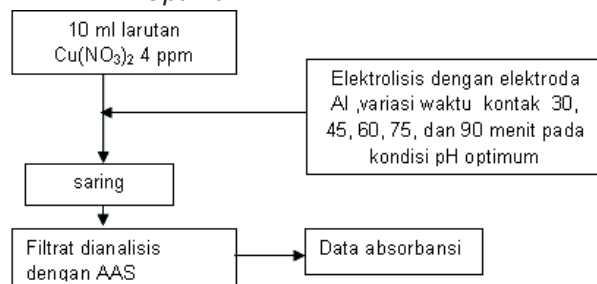 10 ml larutan
Cu(NO₃)₂ 4 ppm
Elektrolisis dengan elektroda
Al ,variasi waktu kontak 30,
45, 60, 75, dan 90 menit pada
kondisi pH optimum
saring
Filtrat dianalisis
dengan AAS
Data absorbansi